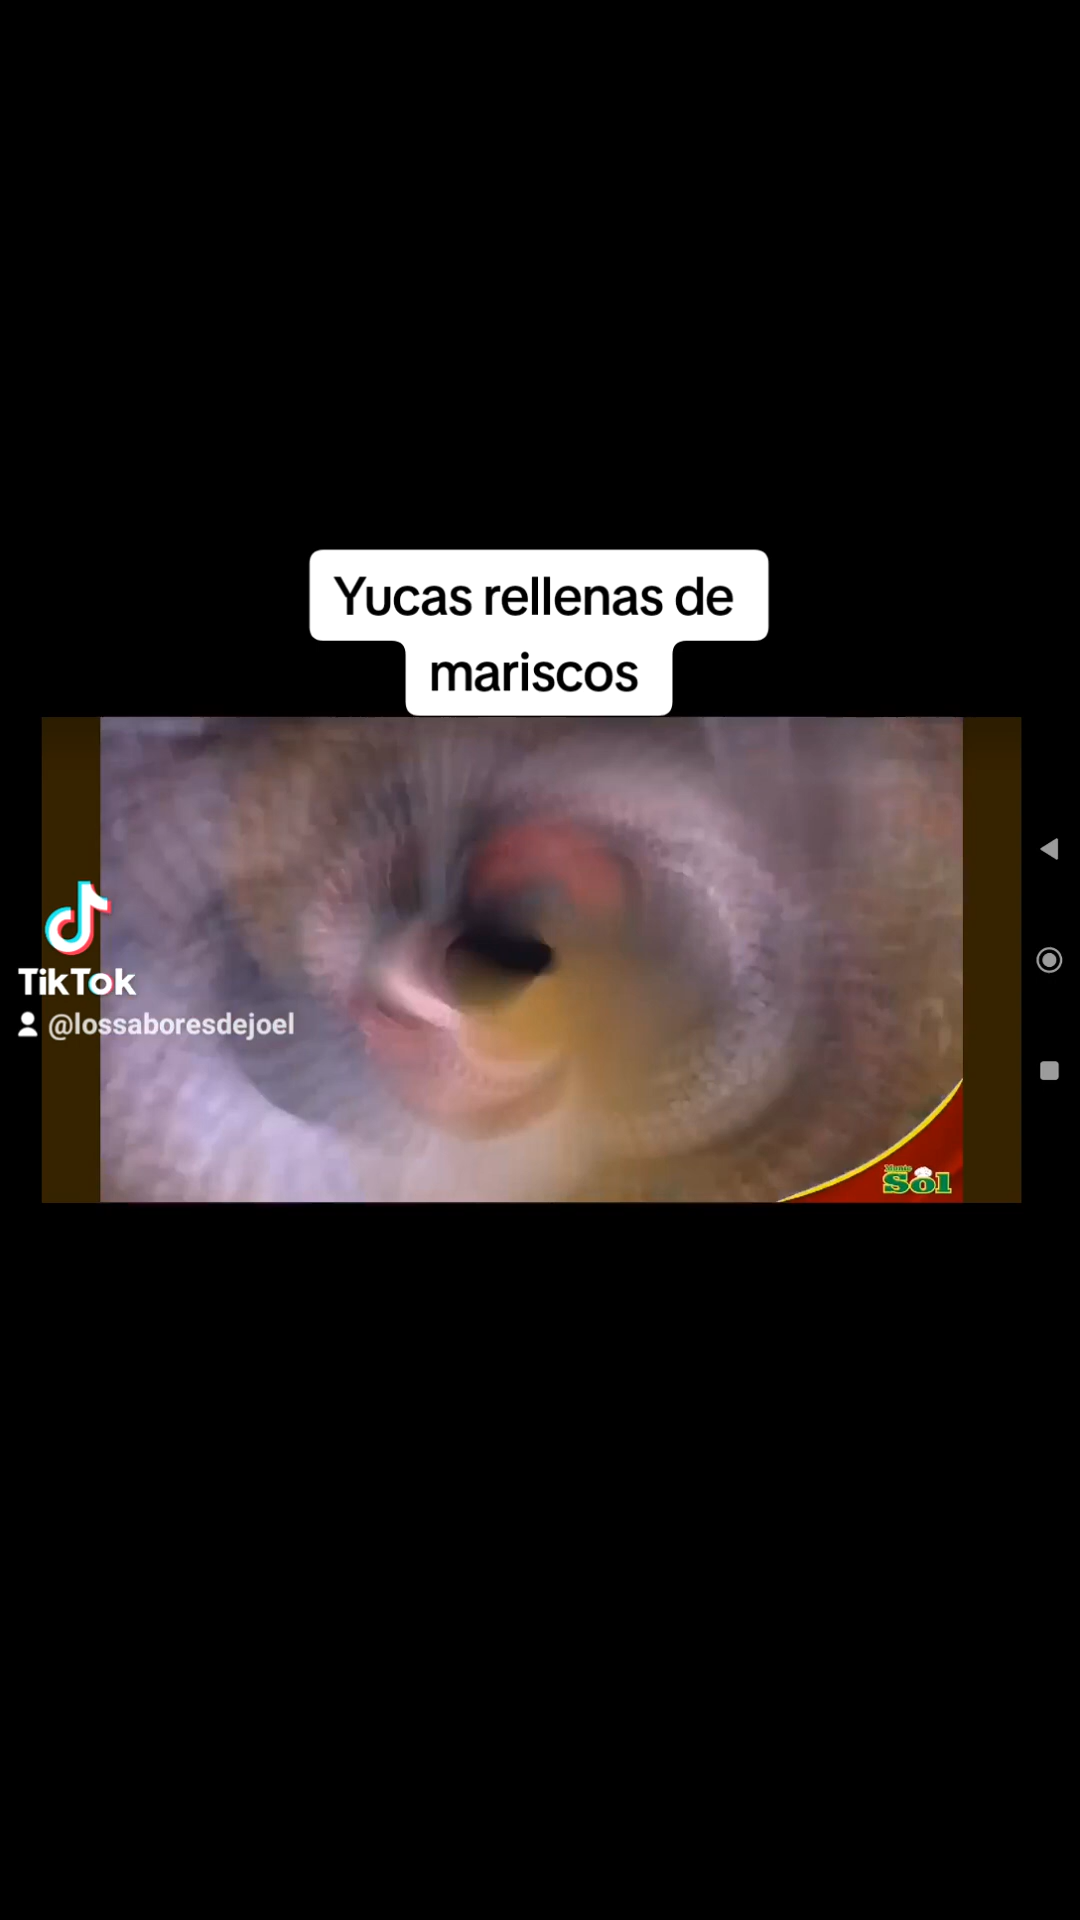 Yucas rellenas de
mariscos
TikTok
@lossaboresdejoel
Sol